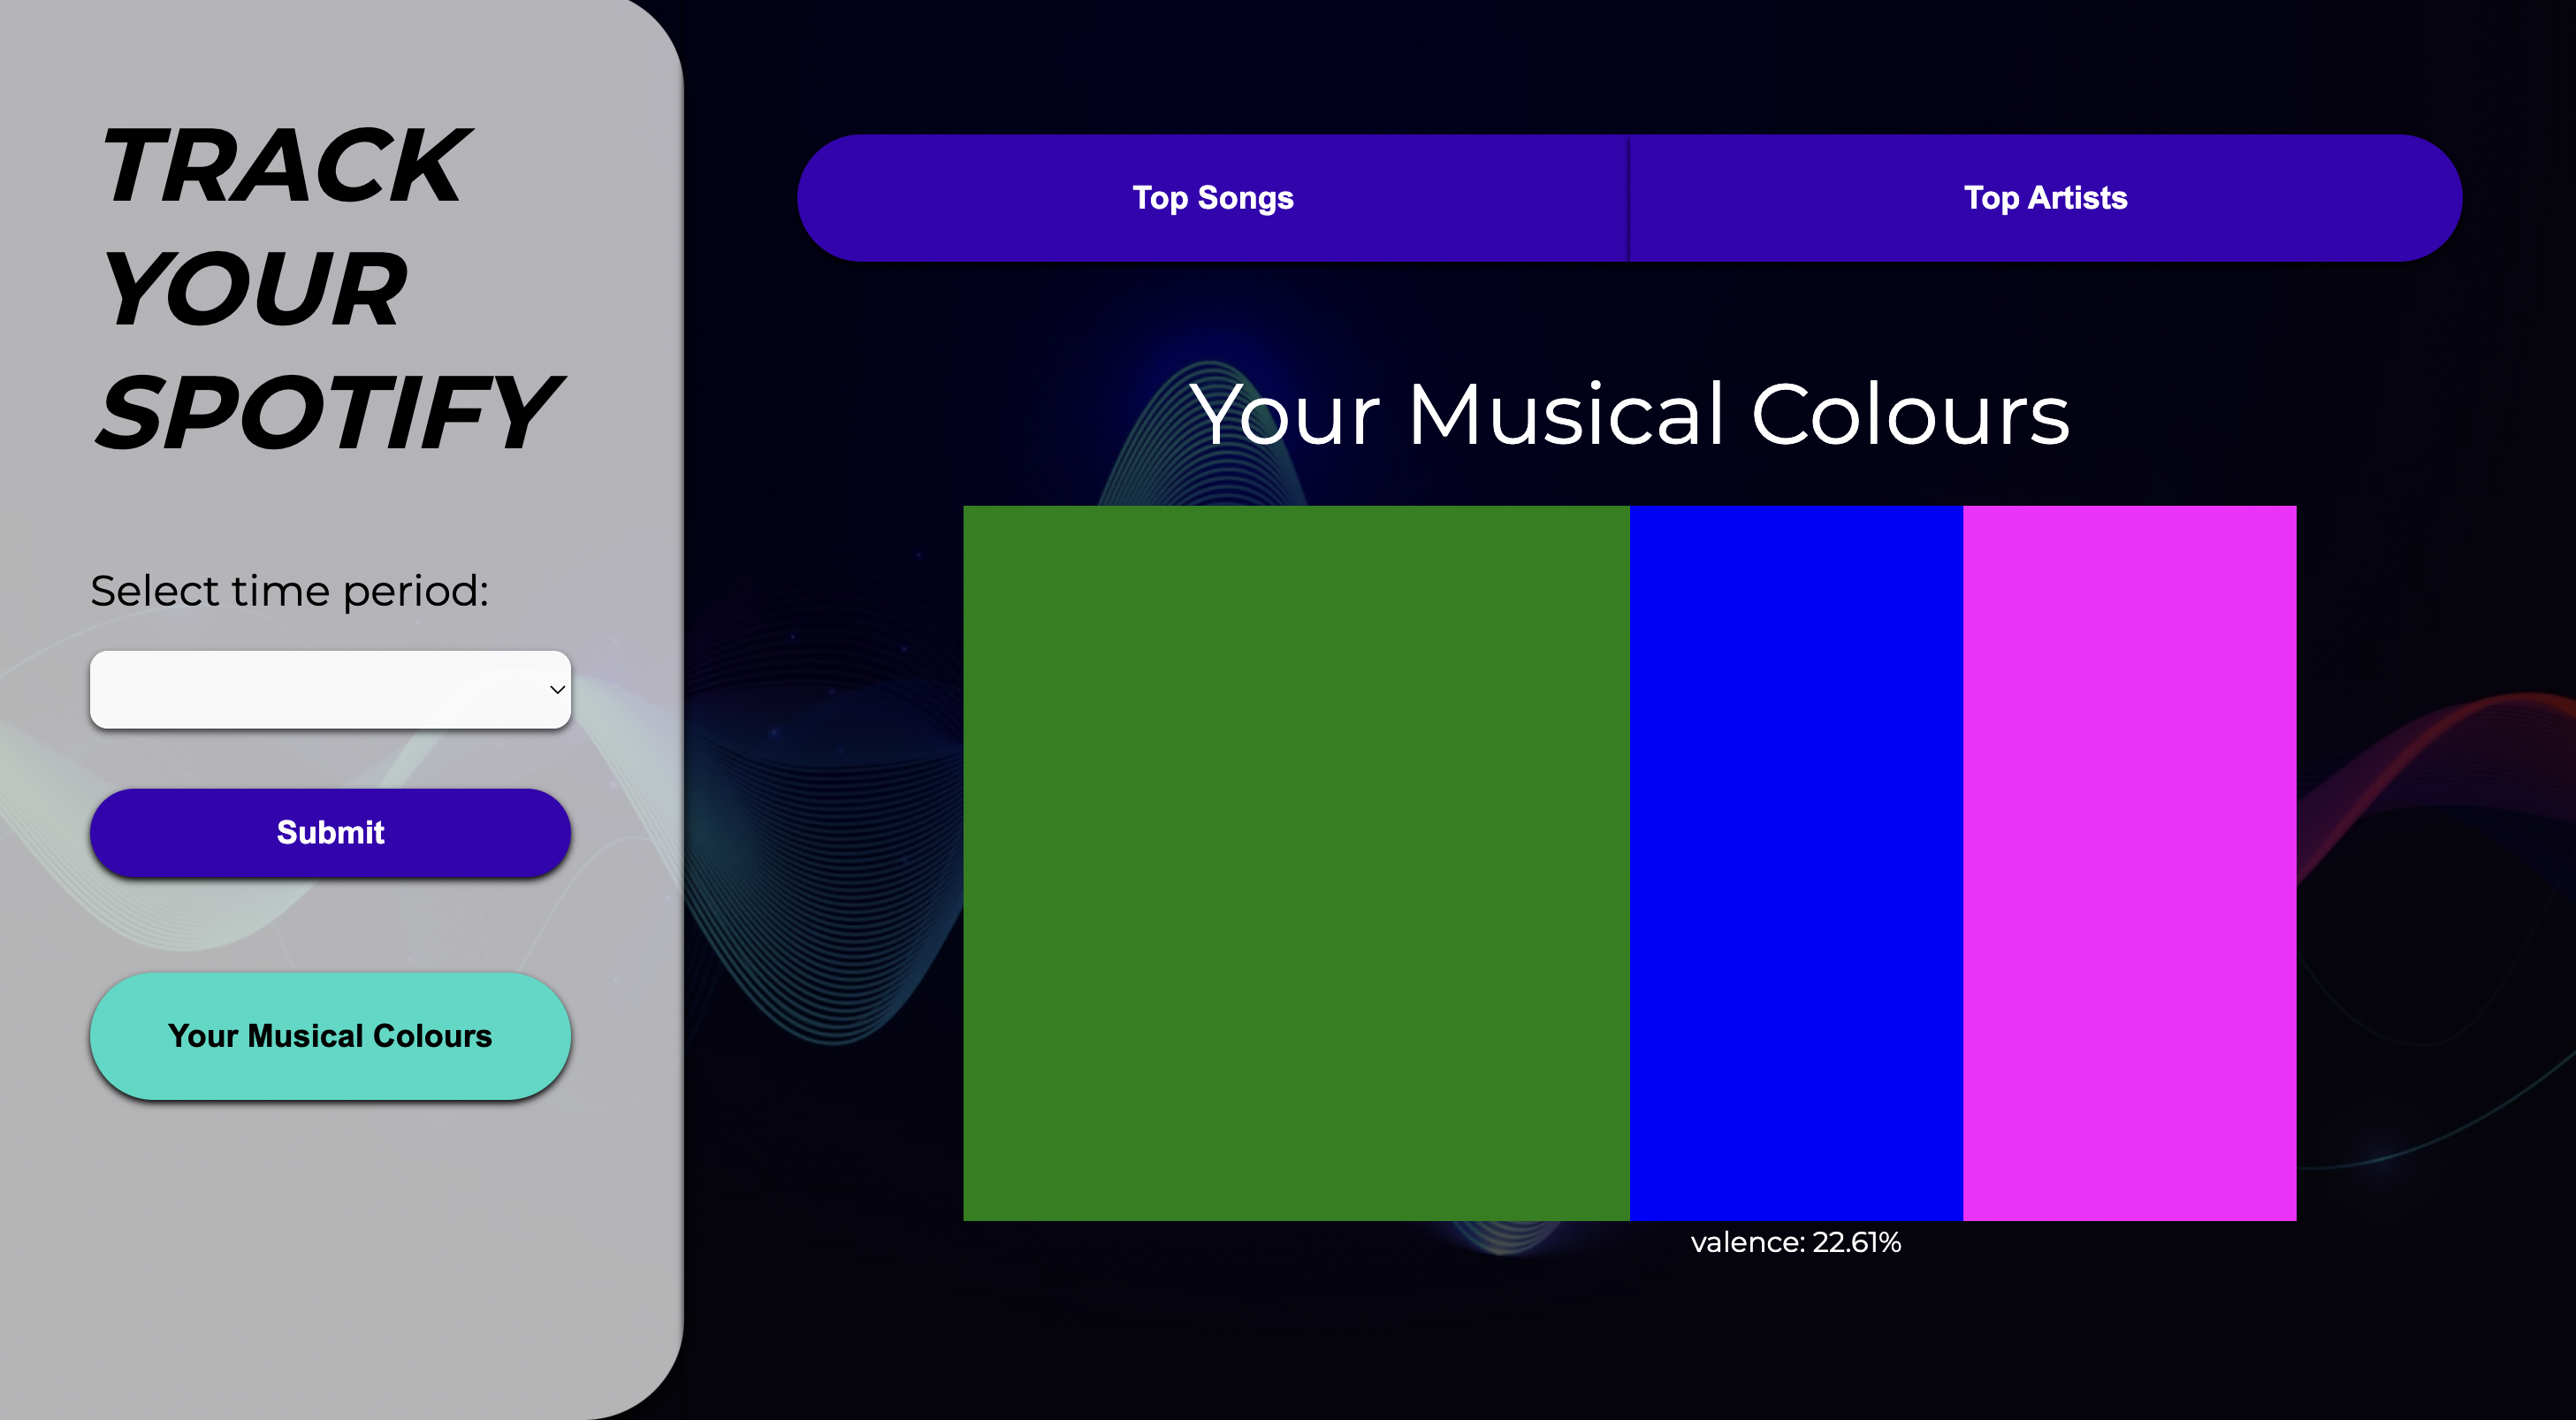 TRACK
YOUR
SPOTIFY
Select time period:
Submit
Your Musical Colours
Top Songs
Top Artists
Your Musical Colours
valence: 22.61%